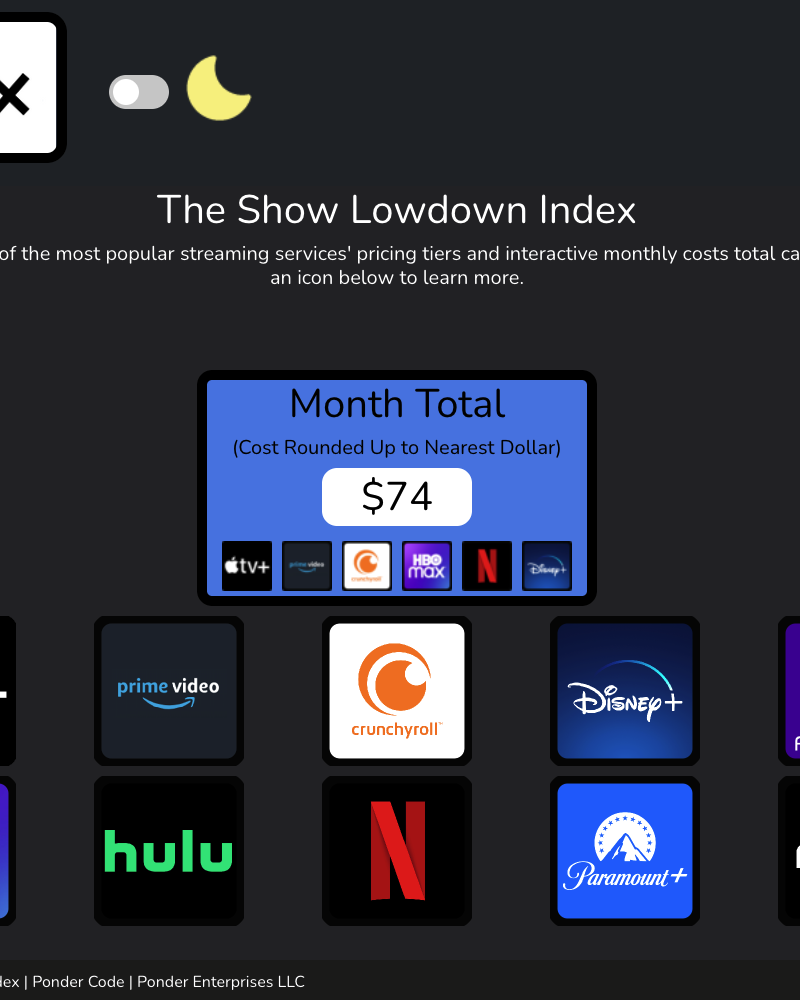 The Show Lowdown Index
of the most popular streaming services' pricing tiers and interactive monthly costs total ca
an icon below to learn more.
Month Total
(Cost Rounded Up to Nearest Dollar)
$74
tv+ prime video crunchyroll HBO max N Disney+
prime video
crunchyroll™
Disney+
hulu
N
Paramount+
dex | Ponder Code | Ponder Enterprises LLC